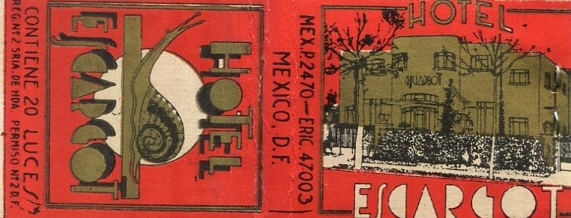 HOTEL
ESCARGOT
CONTIENE 20 LUCES
REG. Nº 2 SRIA. DE HDA PERMISO Nº 2 D.F.
MEX. P. 2470—ERIC. 47003
MEXICO, D.F.
HOTEL
ESCARGOT
ESCARGOT